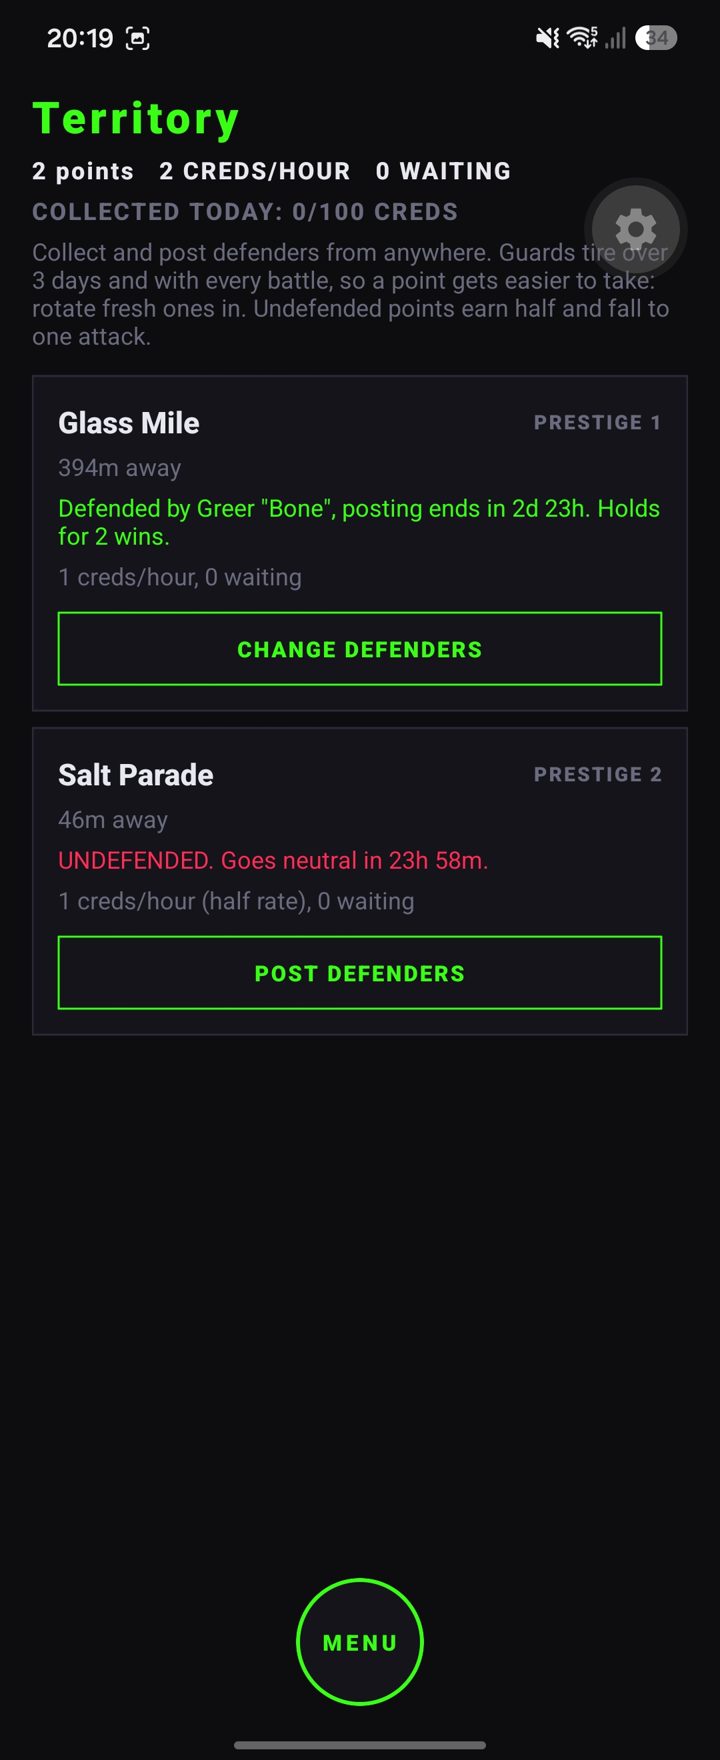 20:19
34
Territory
2 points 2 CREDS/HOUR 0 WAITING
COLLECTED TODAY: 0/100 CREDS
Collect and post defenders from anywhere. Guards tire over
3 days and with every battle, so a point gets easier to take:
rotate fresh ones in. Undefended points earn half and fall to
one attack.
Glass Mile
PRESTIGE 1
394m away
Defended by Greer "Bone", posting ends in 2d 23h. Holds
for 2 wins.
1 creds/hour, 0 waiting
CHANGE DEFENDERS
Salt Parade
PRESTIGE 2
46m away
UNDEFENDED. Goes neutral in 23h 58m.
1 creds/hour (half rate), 0 waiting
POST DEFENDERS
MENU